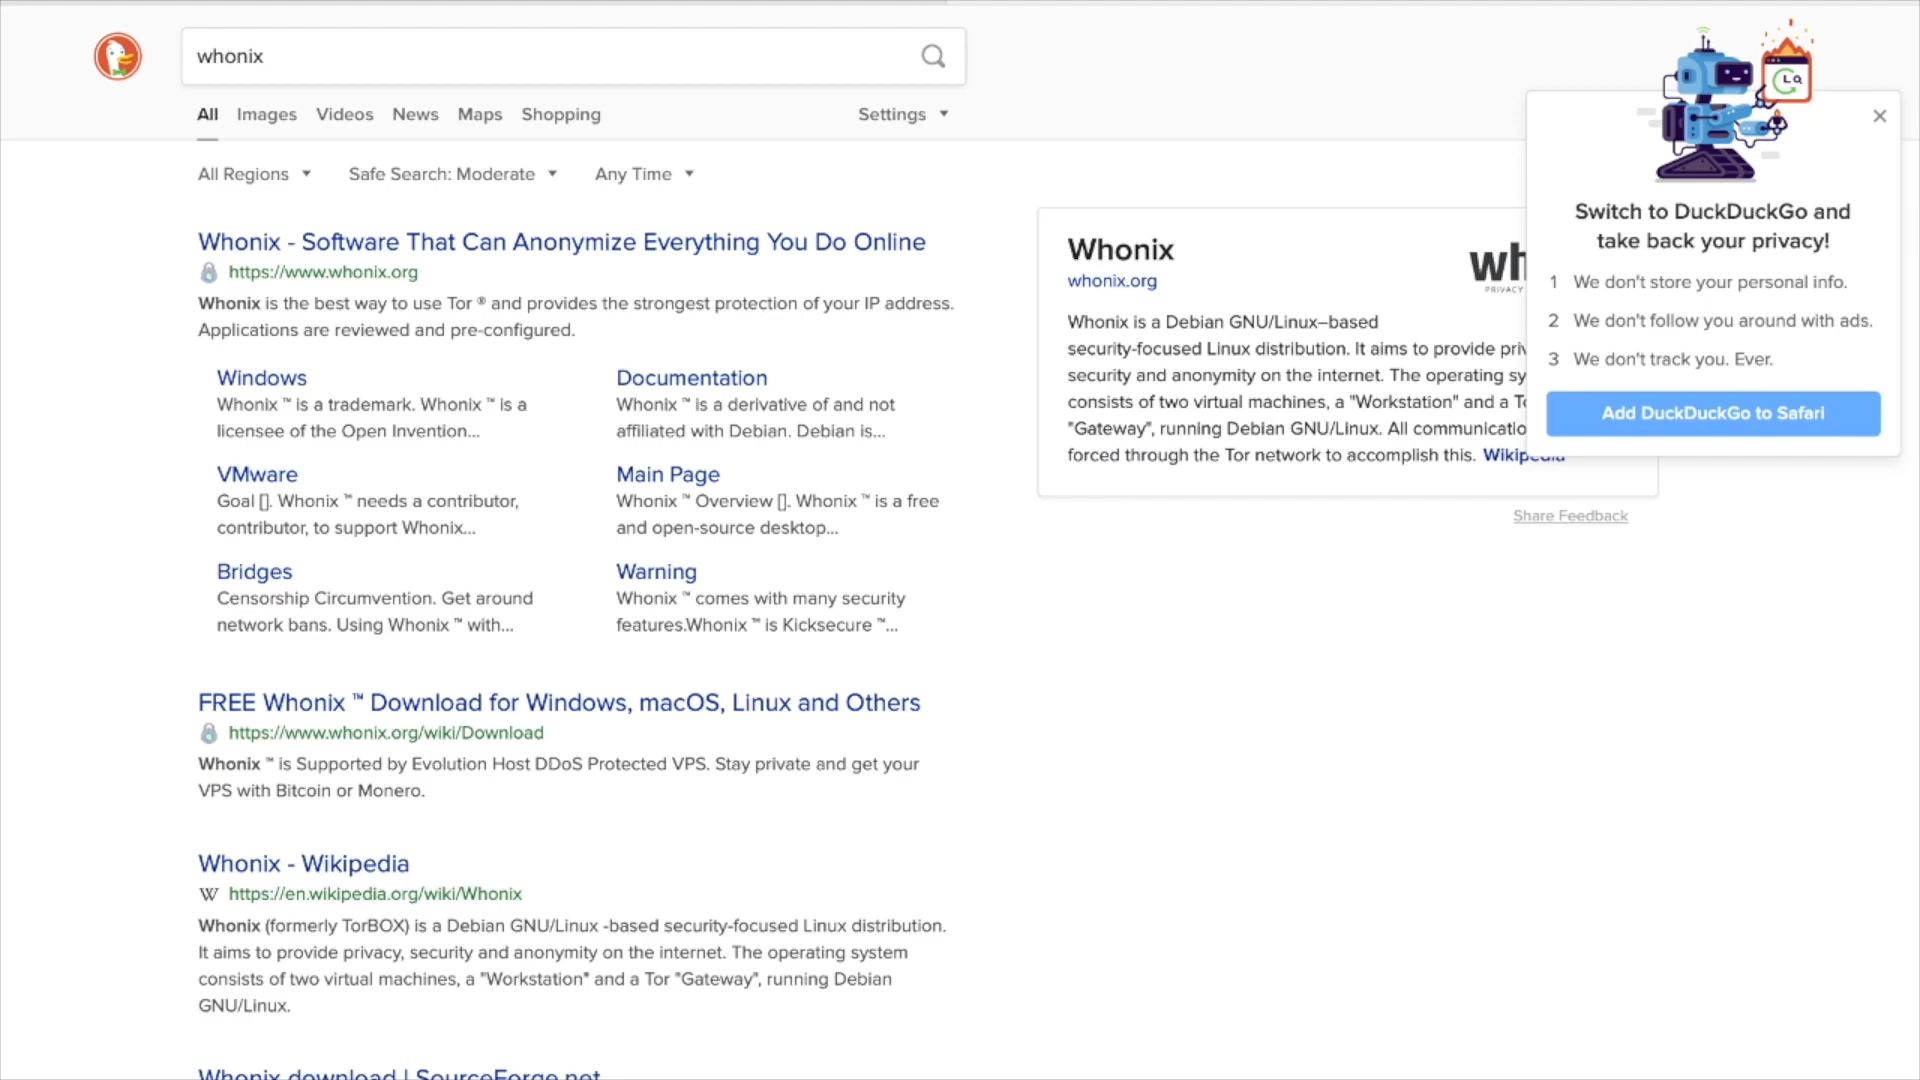 whonix
All Images Videos News Maps Shopping Settings
All Regions Safe Search: Moderate Any Time
Whonix - Software That Can Anonymize Everything You Do Online
https://www.whonix.org
Whonix is the best way to use Tor ® and provides the strongest protection of your IP address.
Applications are reviewed and pre-configured.
Windows
Whonix ™ is a trademark. Whonix ™ is a
licensee of the Open Invention...
Documentation
Whonix ™ is a derivative of and not
affiliated with Debian. Debian is...
VMware
Goal []. Whonix ™ needs a contributor,
contributor, to support Whonix...
Main Page
Whonix ™ Overview []. Whonix ™ is a free
and open-source desktop...
Bridges
Censorship Circumvention. Get around
network bans. Using Whonix ™ with...
Warning
Whonix ™ comes with many security
features.Whonix ™ is Kicksecure ™...
FREE Whonix ™ Download for Windows, macOS, Linux and Others
https://www.whonix.org/wiki/Download
Whonix ™ is Supported by Evolution Host DDoS Protected VPS. Stay private and get your
VPS with Bitcoin or Monero.
Whonix - Wikipedia
W https://en.wikipedia.org/wiki/Whonix
Whonix (formerly TorBOX) is a Debian GNU/Linux -based security-focused Linux distribution.
It aims to provide privacy, security and anonymity on the internet. The operating system
consists of two virtual machines, a "Workstation" and a Tor "Gateway", running Debian
GNU/Linux.
Whonix download | SourceForge.net
Whonix
whonix.org
wh
PRIVACY
Whonix is a Debian GNU/Linux–based
security-focused Linux distribution. It aims to provide
security and anonymity on the internet. The operating
consists of two virtual machines, a "Workstation" and a
"Gateway", running Debian GNU/Linux. All
forced through the Tor network to accomplish this. Wikipedia
Share Feedback
Switch to DuckDuckGo and
take back your privacy!
1 We don't store your personal info.
2 We don't follow you around with ads.
3 We don't track you. Ever.
Add DuckDuckGo to Safari